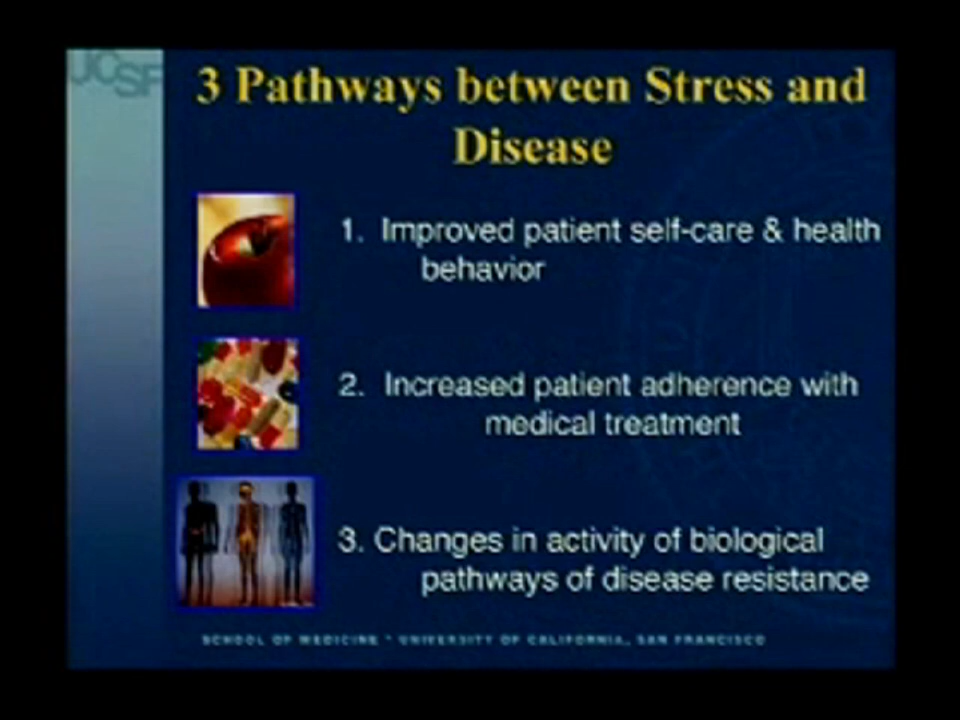 UCSF
3 Pathways between Stress and
Disease
1. Improved patient self-care & health
behavior
2. Increased patient adherence with
medical treatment
3. Changes in activity of biological
pathways of disease resistance
SCHOOL OF MEDICINE * UNIVERSITY OF CALIFORNIA, SAN FRANCISCO